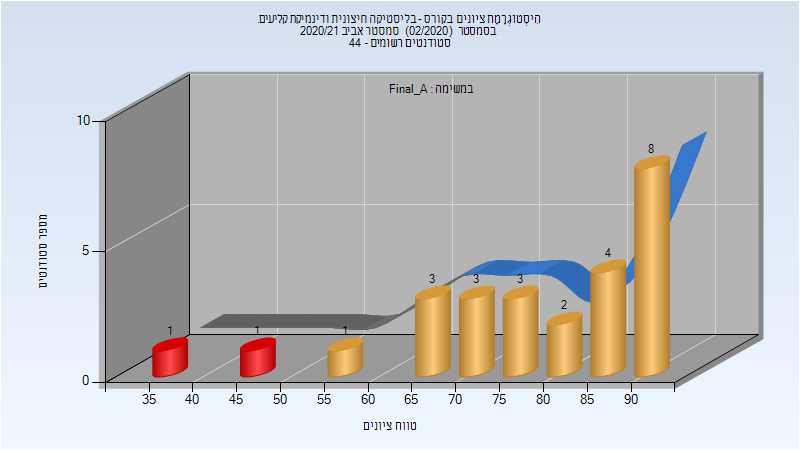 היסטוגרמת ציונים בקורס - בליסטיקה חיצונית ודינמיקת קליעים.
בסמסטר (02/2020) סמסטר אביב 2020/21
סטודנטים רשומים - 44
במשימה : Final_A
10
5
0
מספר סטודנטים
1
1
1
3
3
3
2
4
8
35 40 45 50 55 60 65 70 75 80 85 90
טווח ציונים